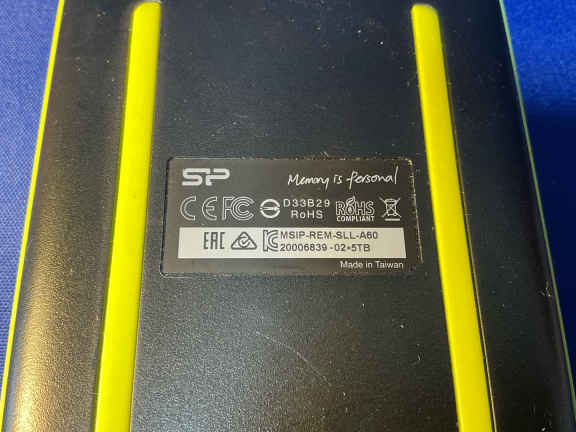 SP
Memory is personal
CE FC D33B29
RoHS RoHS
COMPLIANT
EAC MSIP-REM-SLL-A60
20006839-02•5TB
Made in Taiwan